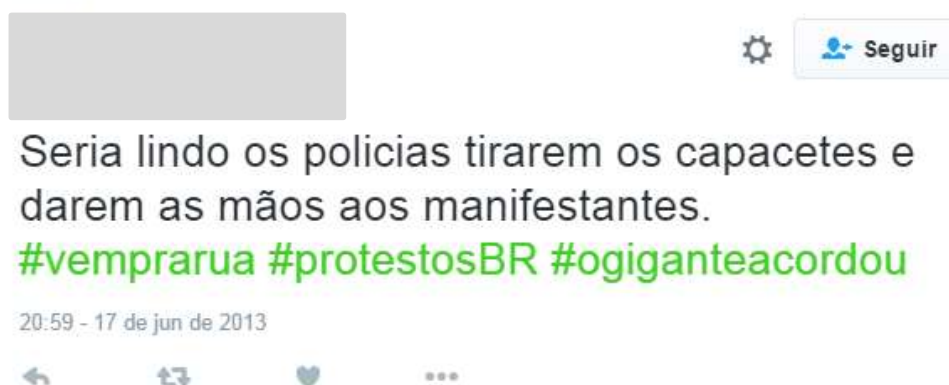 Seguir
Seria lindo os policias tirarem os capacetes e
darem as mãos aos manifestantes.
#vemprarua #protestosBR #ogiganteacordou
20:59 - 17 de jun de 2013